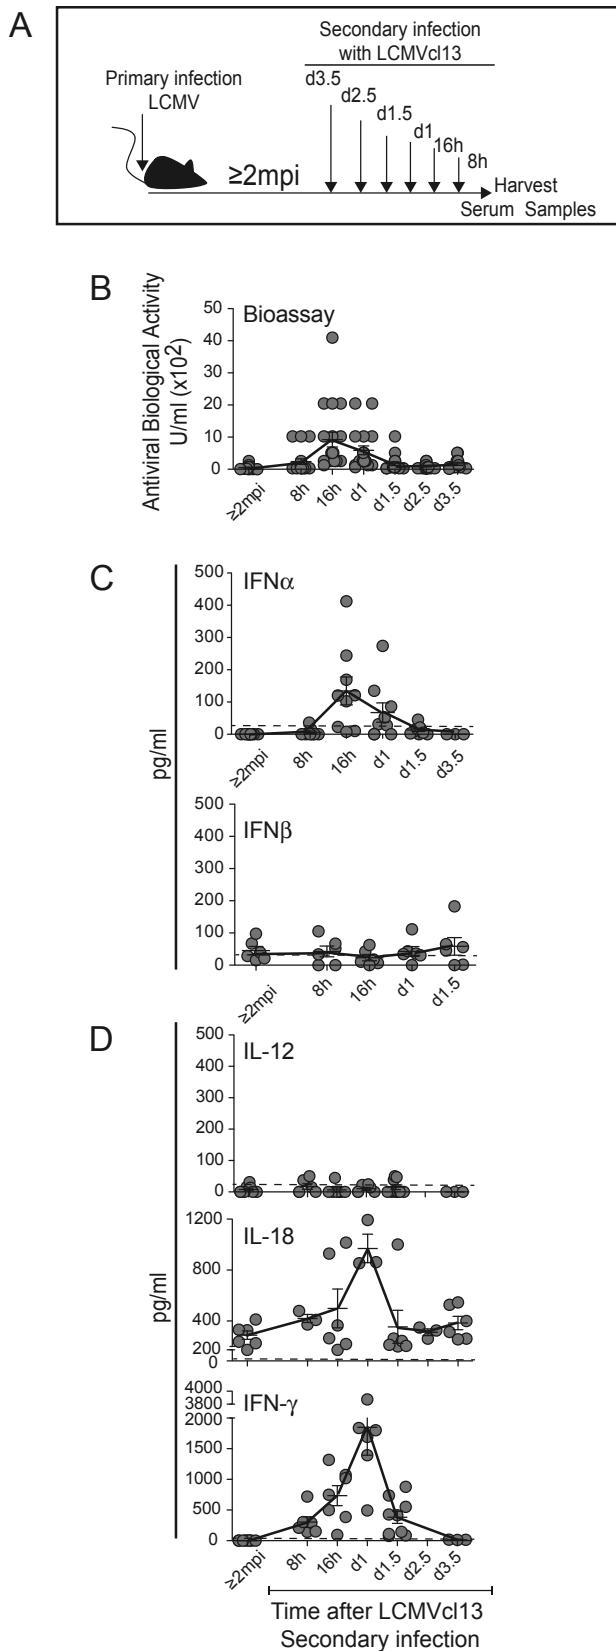 A
Secondary infection
with LCMVcl13
Primary infection
LCMV
d3.5
d2.5
d1.5
d1
16h
8h
≥2mpi
Harvest
Serum Samples
B
Bioassay
Antiviral Biological Activity
U/ml (x10²)
50
40
30
20
10
0
≥2mpi
8h
16h
d1
d1.5
d2.5
d3.5
C
IFNα
pg/ml
500
400
300
200
100
0
≥2mpi
8h
16h
d1
d1.5
d3.5
IFNβ
500
400
300
200
100
0
≥2mpi
8h
16h
d1
d1.5
D
IL-12
pg/ml
500
400
300
200
100
0
IL-18
1200
800
400
200
0
IFN-γ
4000
3800
2000
1500
1000
500
0
≥2mpi
8h
16h
d1
d1.5
d2.5
d3.5
Time after LCMVcl13
Secondary infection